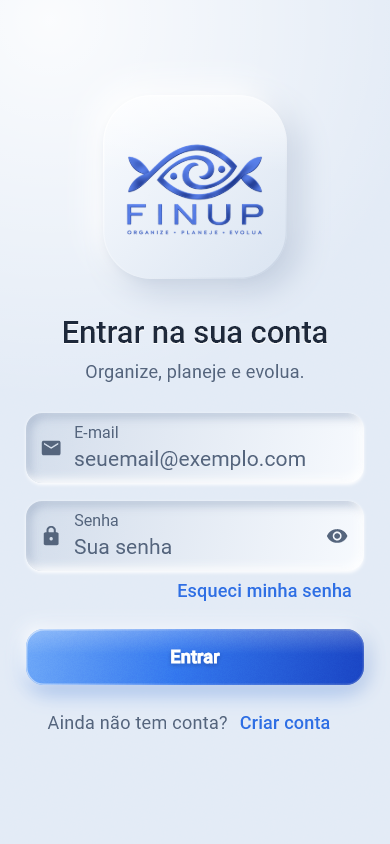 FINUP
ORGANIZE • PLANEJE • EVOLUA
Entrar na sua conta
Organize, planeje e evolua.
E-mail
seuemail@exemplo.com
Senha
Sua senha
Esqueci minha senha
Entrar
Ainda não tem conta? Criar conta